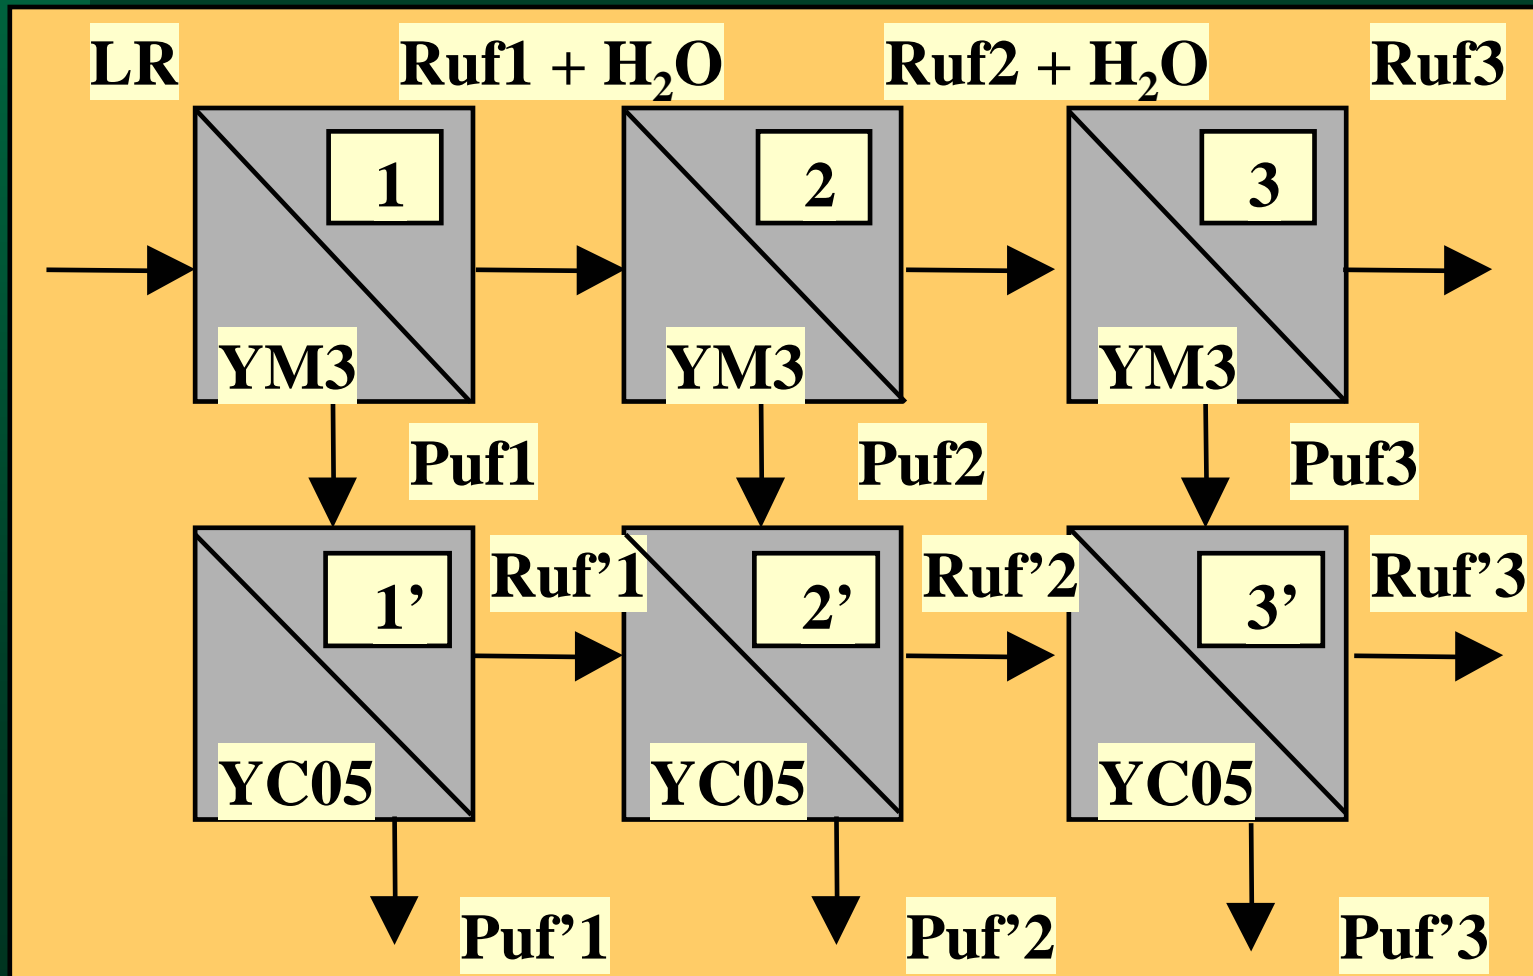 LR Ruf1 + H₂O Ruf2 + H₂O Ruf3
1 2 3
YM3 YM3 YM3
Puf1 Puf2 Puf3
Ruf’1 Ruf’2 Ruf’3
1’ 2’ 3’
YC05 YC05 YC05
Puf’1 Puf’2 Puf’3